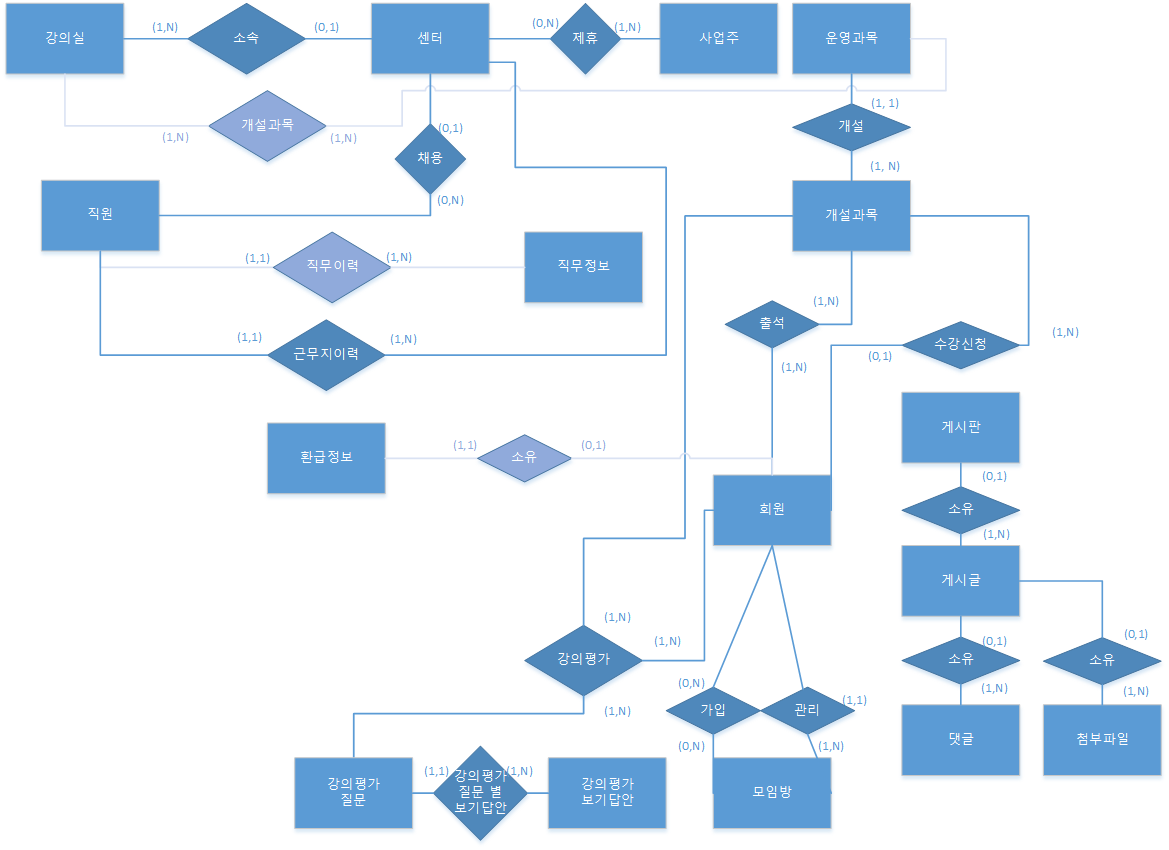 강의실
(1,N)
소속
(0,1)
센터
(0,N)
제휴
(1,N)
사업주
운영과목
(1,N)
개설과목
(1,N)
(0,1)
채용
(0,N)
(1, 1)
개설
(1, N)
개설과목
직원
(1,1)
직무이력
(1,N)
직무정보
(1,1)
근무지이력
(1,N)
(1,N)
출석
(1,N)
(0,1)
수강신청
(1,N)
환급정보
(1,1)
소유
(0,1)
회원
게시판
(0,1)
소유
(1,N)
게시글
(0,1)
소유
(1,N)
댓글
(0,1)
소유
(1,N)
첨부파일
(1,N)
강의평가
(1,N)
(1,N)
(0,N)
가입
(0,N)
관리
(1,1)
(1,N)
모임방
강의평가
질문
(1,1)
강의평가
질문 별
보기답안
(1,N)
강의평가
보기답안